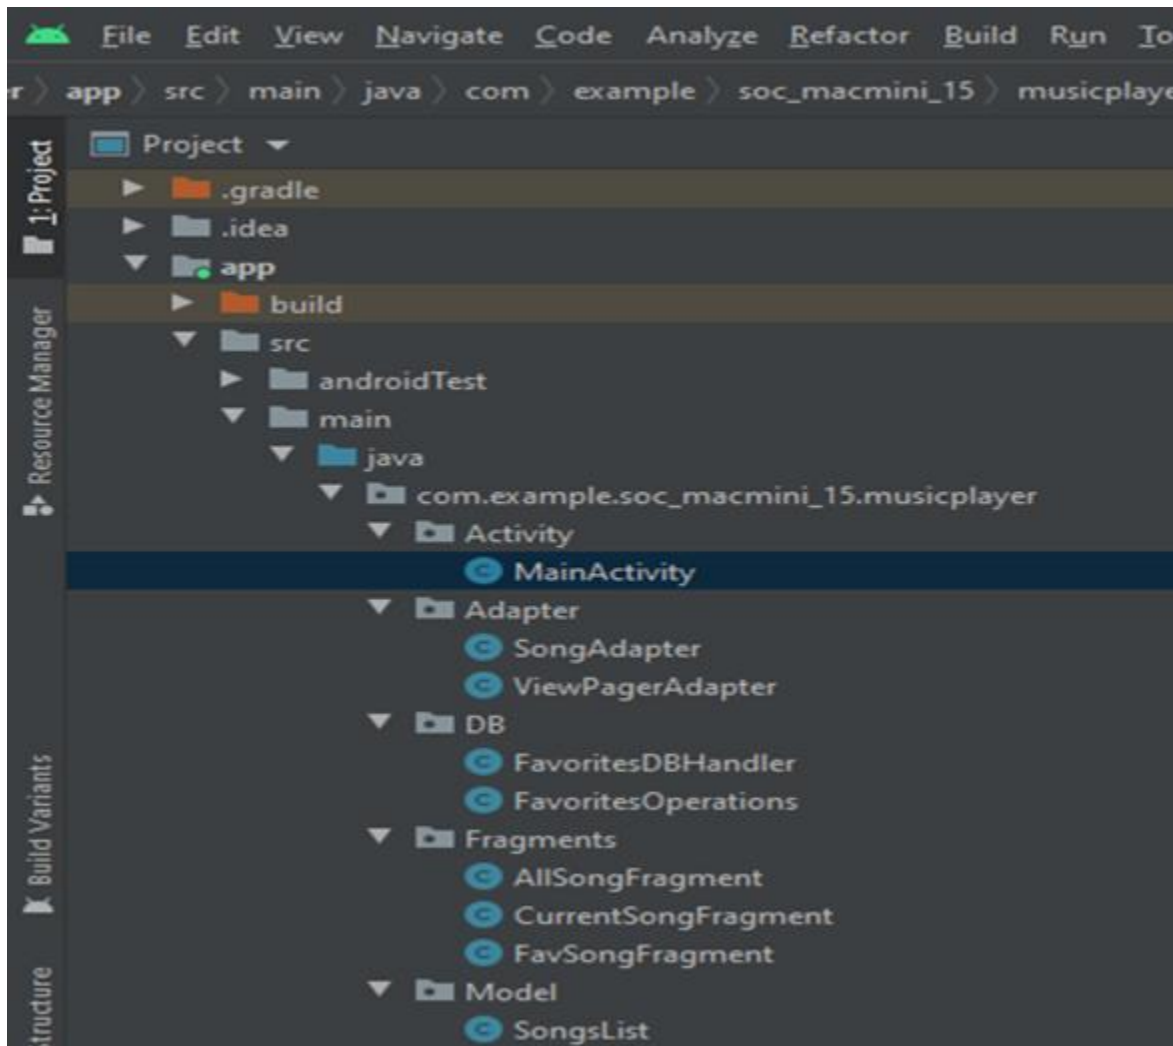 File Edit View Navigate Code Analyze Refactor Build Run To
r app src main java com example soc_macmini_15 musicplaye
1: Project
Project
.gradle
.idea
app
build
src
Resource Manager
androidTest
main
java
com.example.soc_macmini_15.musicplayer
Activity
MainActivity
Adapter
SongAdapter
ViewPagerAdapter
DB
Build Variants
FavoritesDBHandler
FavoritesOperations
Fragments
AllSongFragment
CurrentSongFragment
FavSongFragment
Structure
Model
SongsList